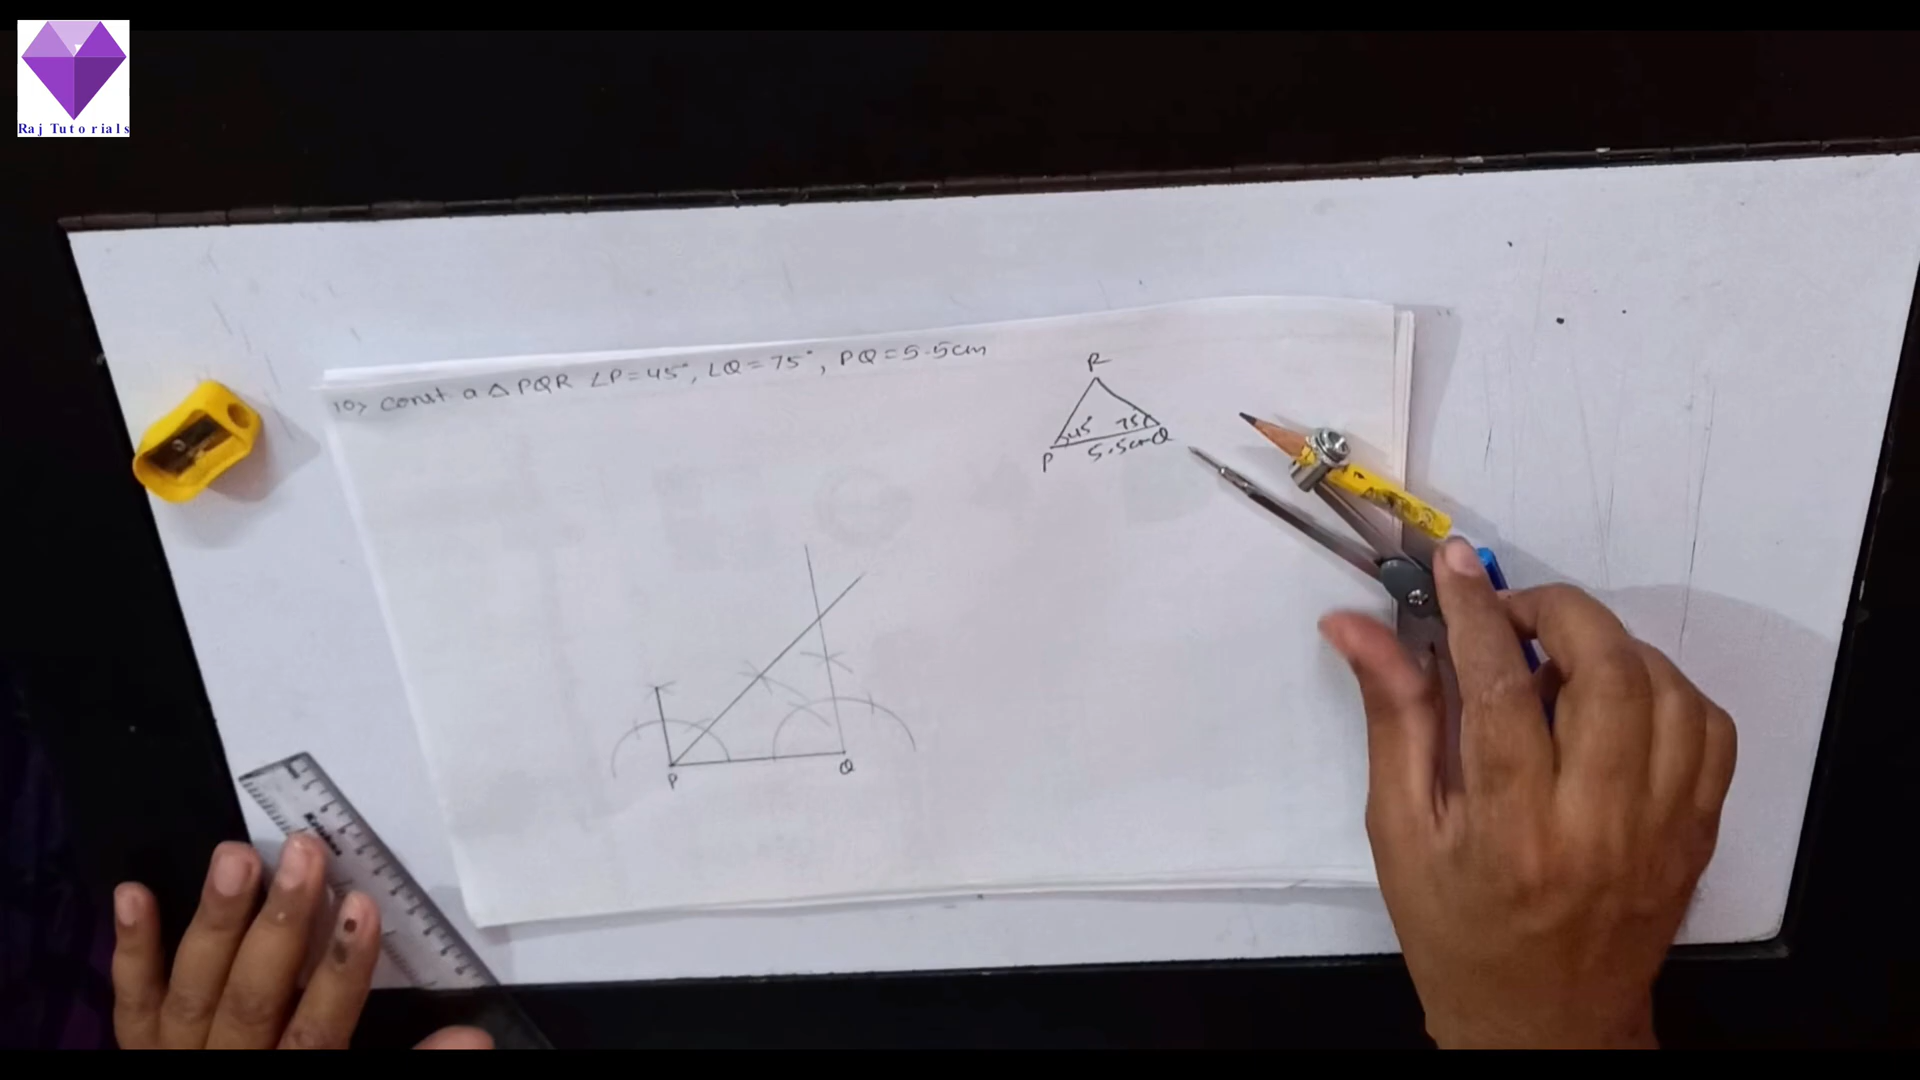 Raj Tutorials
10> Const. a △ PQR ∠P=45°, ∠Q=75°, PQ=5.5cm
R
45° 75°
P 5.5cm Q
P Q